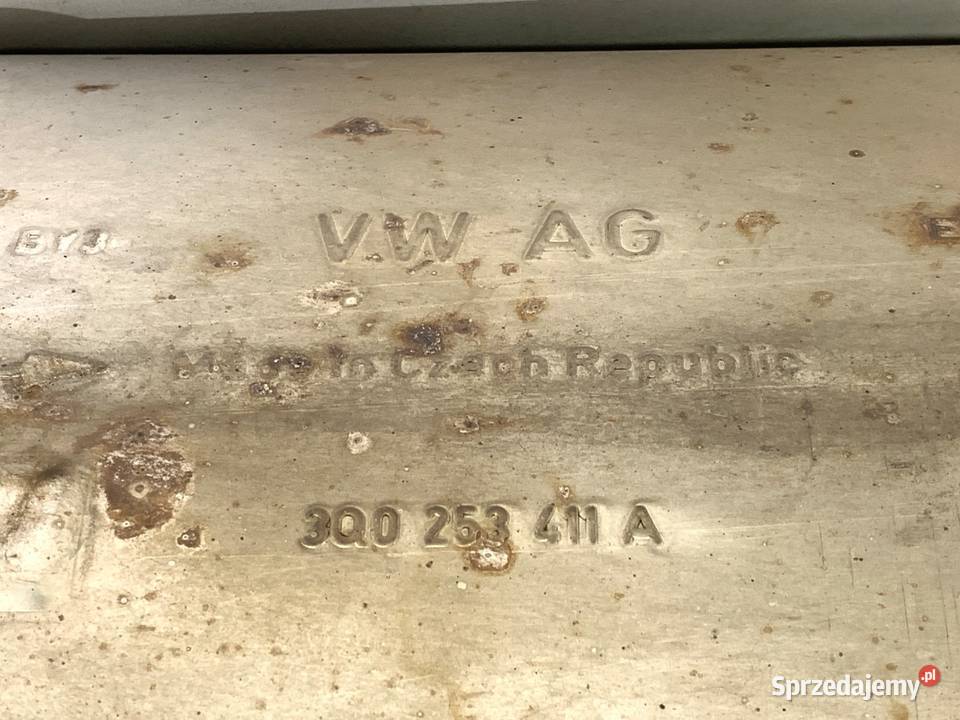 VW AG
Made in Czech Republic
3Q0 253 411 A
Sprzedajemy.pl